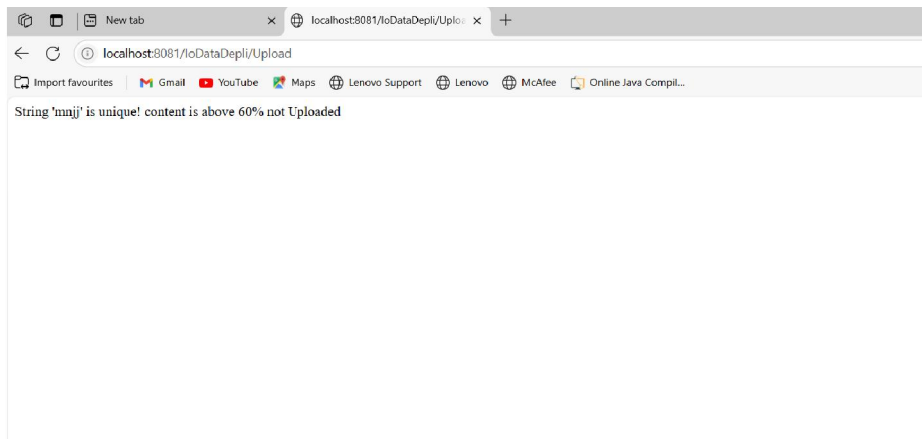 New tab
localhost:8081/IoDataDepli/Uploa
localhost:8081/IoDataDepli/Upload
Import favourites Gmail YouTube Maps Lenovo Support Lenovo McAfee Online Java Compil...
String 'mnjj' is unique! content is above 60% not Uploaded